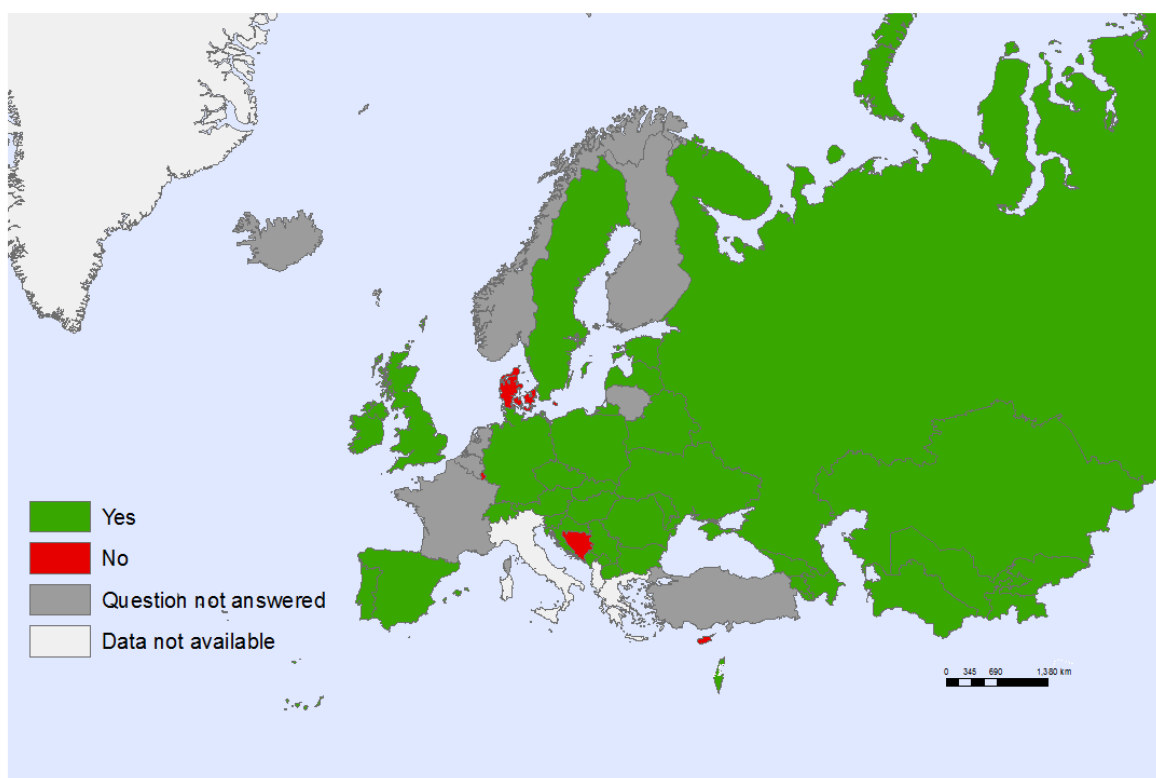 Yes
No
Question not answered
Data not available
0 345 690 1,380 km